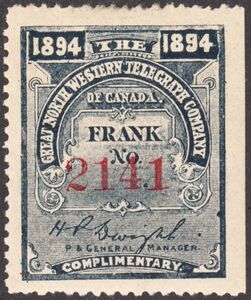 1894 THE 1894
GREAT NORTH WESTERN TELEGRAPH COMPANY
OF CANADA.
FRANK
No.
2141
H P Dwight
P & GENERAL MANAGER.
COMPLIMENTARY.